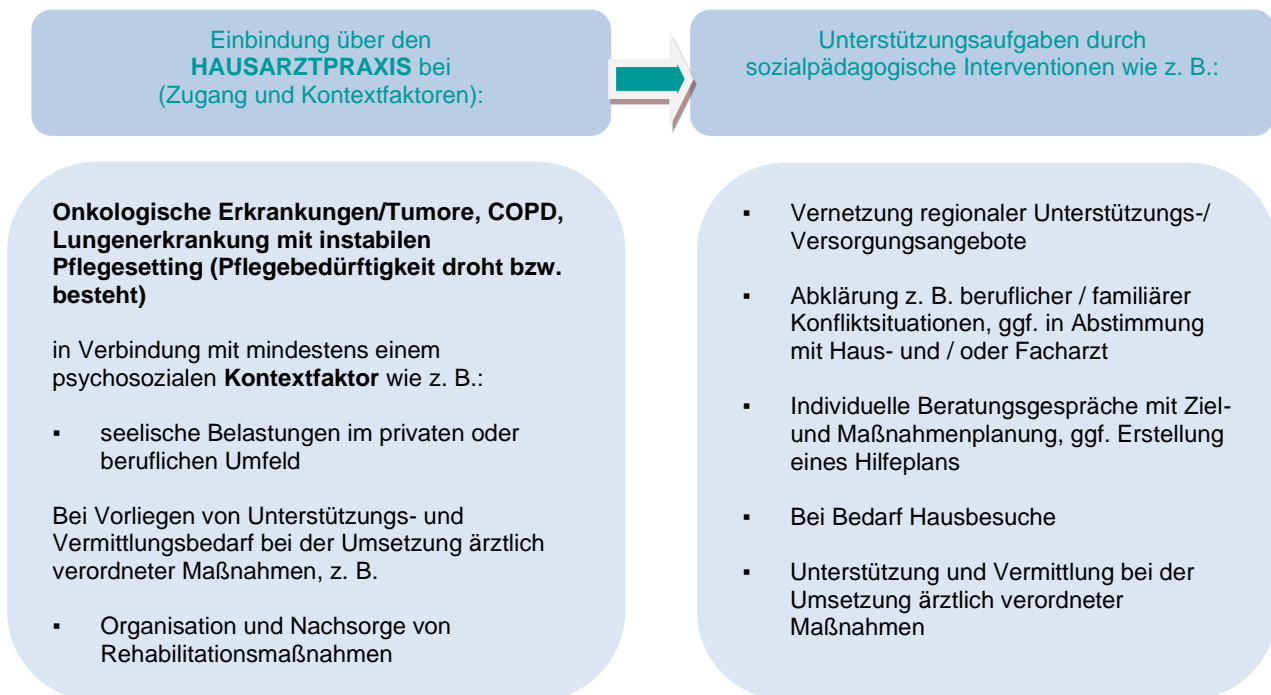 Einbindung über den
HAUSARZTPRAXIS bei
(Zugang und Kontextfaktoren):
Unterstützungsaufgaben durch
sozialpädagogische Interventionen wie z. B.:
Onkologische Erkrankungen/Tumore, COPD,
Lungenerkrankung mit instabilen
Pflegesetting (Pflegebedürftigkeit droht bzw.
besteht)
in Verbindung mit mindestens einem
psychosozialen Kontextfaktor wie z. B.:
▪ seelische Belastungen im privaten oder
beruflichen Umfeld
Bei Vorliegen von Unterstützungs- und
Vermittlungsbedarf bei der Umsetzung ärztlich
verordneter Maßnahmen, z. B.
▪ Organisation und Nachsorge von
Rehabilitationsmaßnahmen
▪ Vernetzung regionaler Unterstützungs-/
Versorgungsangebote
▪ Abklärung z. B. beruflicher / familiärer
Konfliktsituationen, ggf. in Abstimmung
mit Haus- und / oder Facharzt
▪ Individuelle Beratungsgespräche mit Ziel-
und Maßnahmenplanung, ggf. Erstellung
eines Hilfeplans
▪ Bei Bedarf Hausbesuche
▪ Unterstützung und Vermittlung bei der
Umsetzung ärztlich verordneter
Maßnahmen